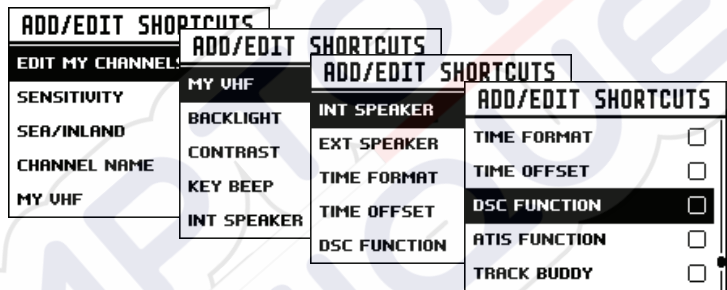 ADD/EDIT SHORTCUTS
EDIT MY CHANNELS
SENSITIVITY
SEA/INLAND
CHANNEL NAME
MY VHF
ADD/EDIT SHORTCUTS
MY VHF
BACKLIGHT
CONTRAST
KEY BEEP
INT SPEAKER
ADD/EDIT SHORTCUTS
INT SPEAKER
EXT SPEAKER
TIME FORMAT
TIME OFFSET
DSC FUNCTION
ADD/EDIT SHORTCUTS
TIME FORMAT
TIME OFFSET
DSC FUNCTION
ATIS FUNCTION
TRACK BUDDY